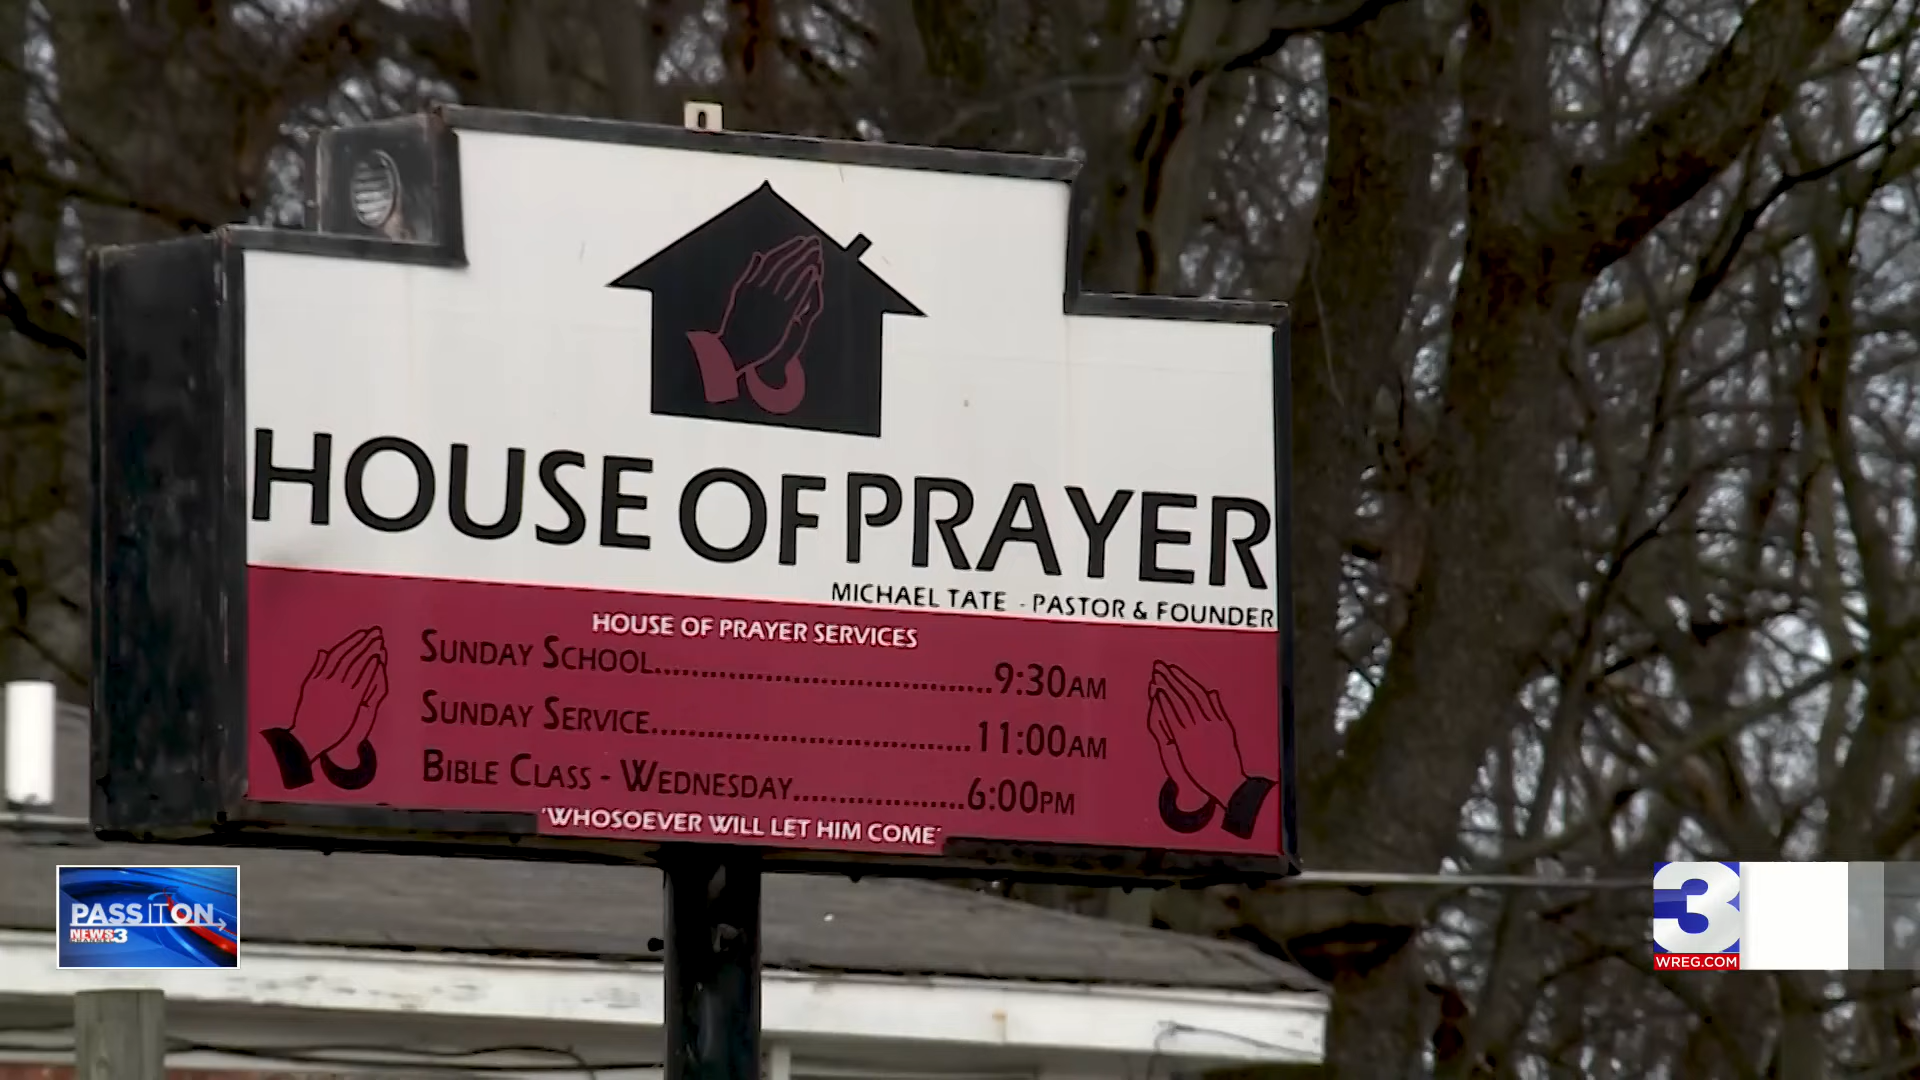 HOUSE OF PRAYER
MICHAEL TATE - PASTOR & FOUNDER
HOUSE OF PRAYER SERVICES
SUNDAY SCHOOL........................................9:30AM
SUNDAY SERVICE......................................11:00AM
BIBLE CLASS - WEDNESDAY....................6:00PM
"WHOSOEVER WILL LET HIM COME"
PASS IT ON
NEWS
CHANNEL 3
3
WREG.COM